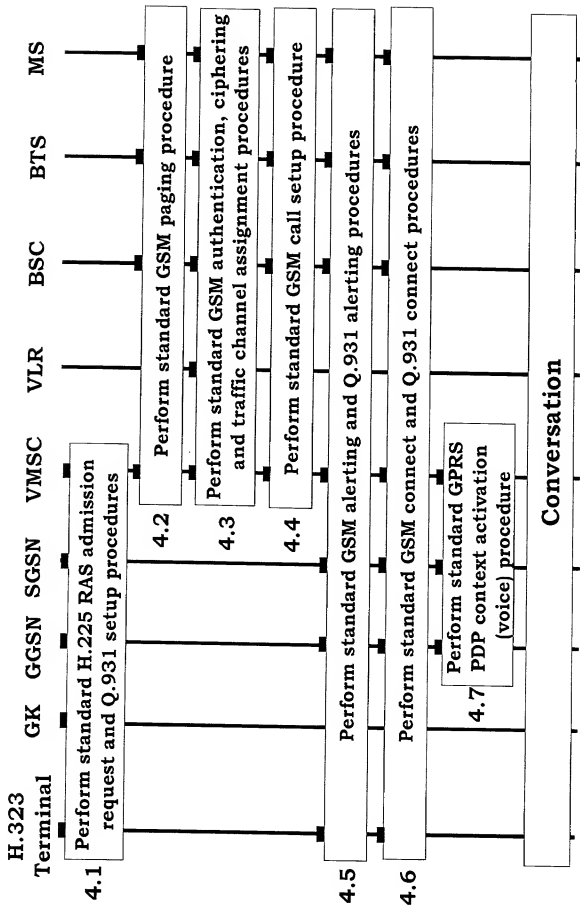 H.323
Terminal
GK
GGSN
SGSN
VMSC
VLR
BSC
BTS
MS
4.1
Perform standard H.225 RAS admission
request and Q.931 setup procedures
4.2
Perform standard GSM paging procedure
4.3
Perform standard GSM authentication, ciphering
and traffic channel assignment procedures
4.4
Perform standard GSM call setup procedure
4.5
Perform standard GSM alerting and Q.931 alerting procedures
4.6
Perform standard GSM connect and Q.931 connect procedures
4.7
Perform standard GPRS
PDP context activation
(voice) procedure
Conversation